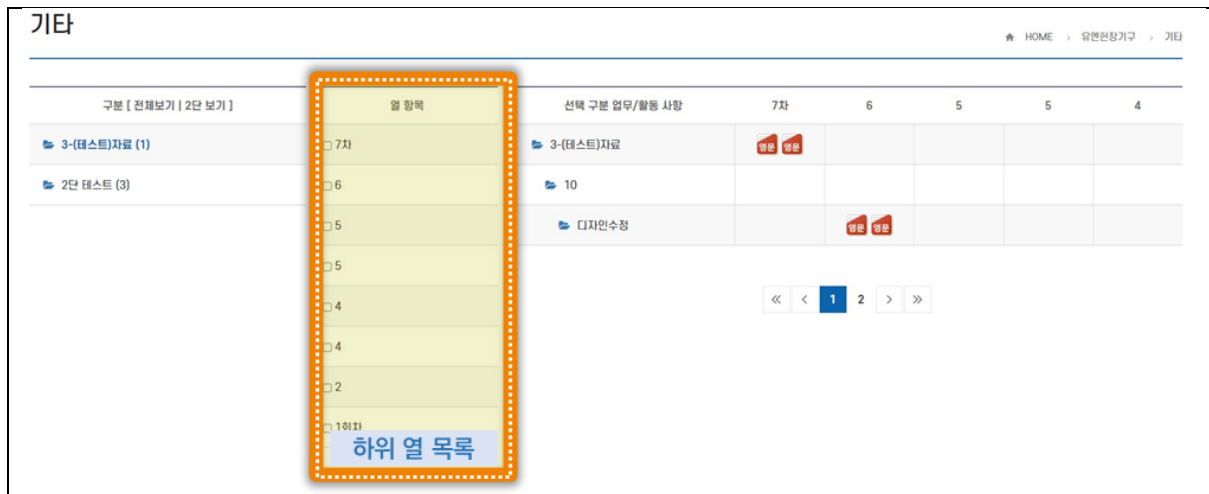 기타
HOME > 유엔헌장기구 > 기타
구분 [ 전체보기 | 2단 보기 ] 열 항목 선택 구분 업무/활동 사항 7차 6 5 5 4
3-(테스트)자료 (1) 7차 3-(테스트)자료 영문 영문
2단 테스트 (3) 6 10
5 디자인수정 영문 영문
5
4
« < 1 2 > »
4
2
1회차
하위 열 목록